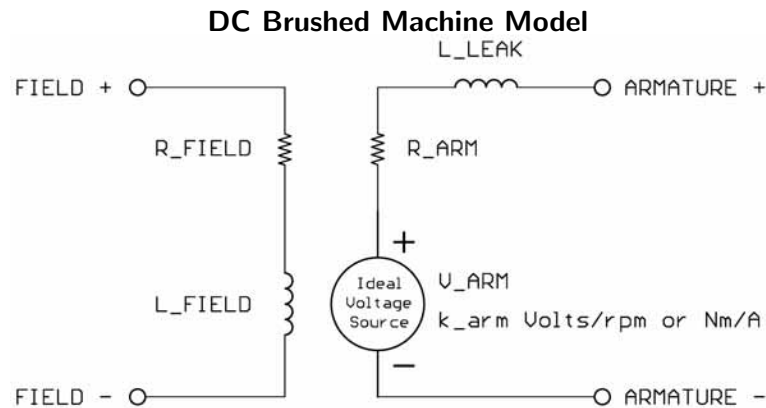 DC Brushed Machine Model
L_LEAK
FIELD +
ARMATURE +
R_FIELD
R_ARM
L_FIELD
Ideal
Voltage
Source
+
V_ARM
k_arm Volts/rpm or Nm/A
−
FIELD -
ARMATURE -